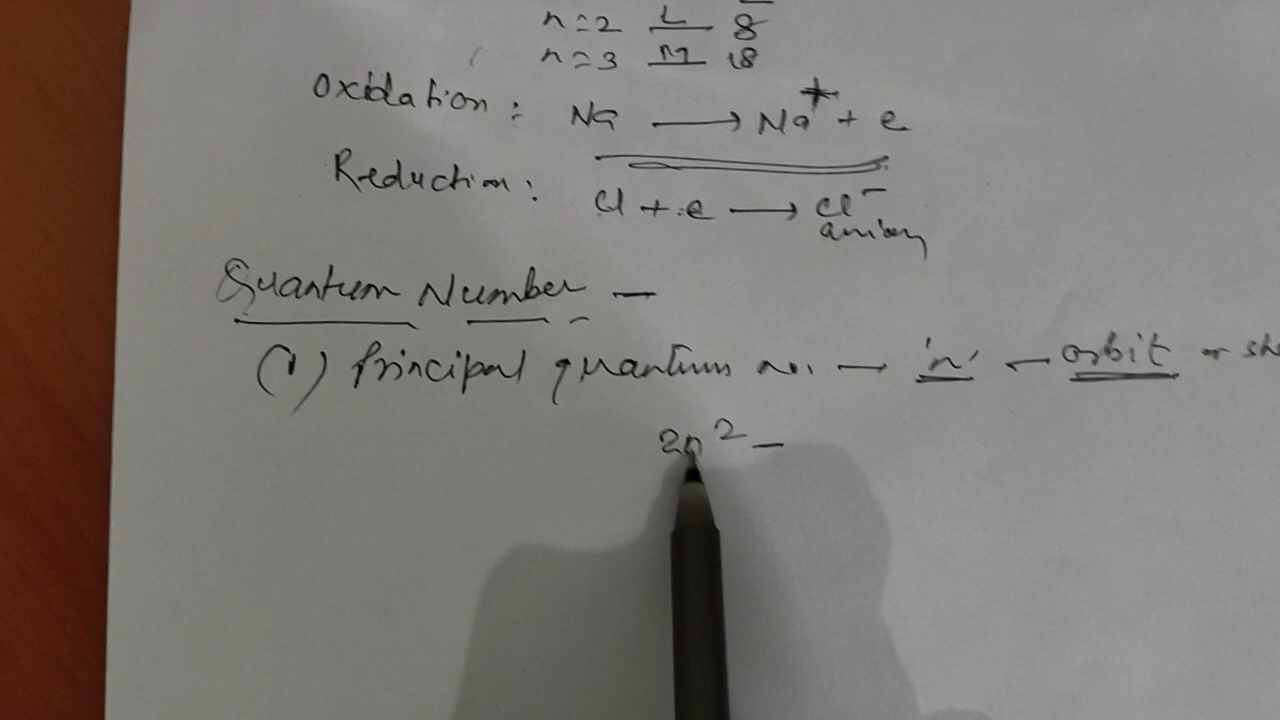 n=2 L 8
n=3 M 18
Oxidation: Na → Na⁺ + e
Reduction: Cl + e → Cl⁻
anion
Quantum Number –
(1) Principal quantum no. → 'n' – orbit or sh
2n² –